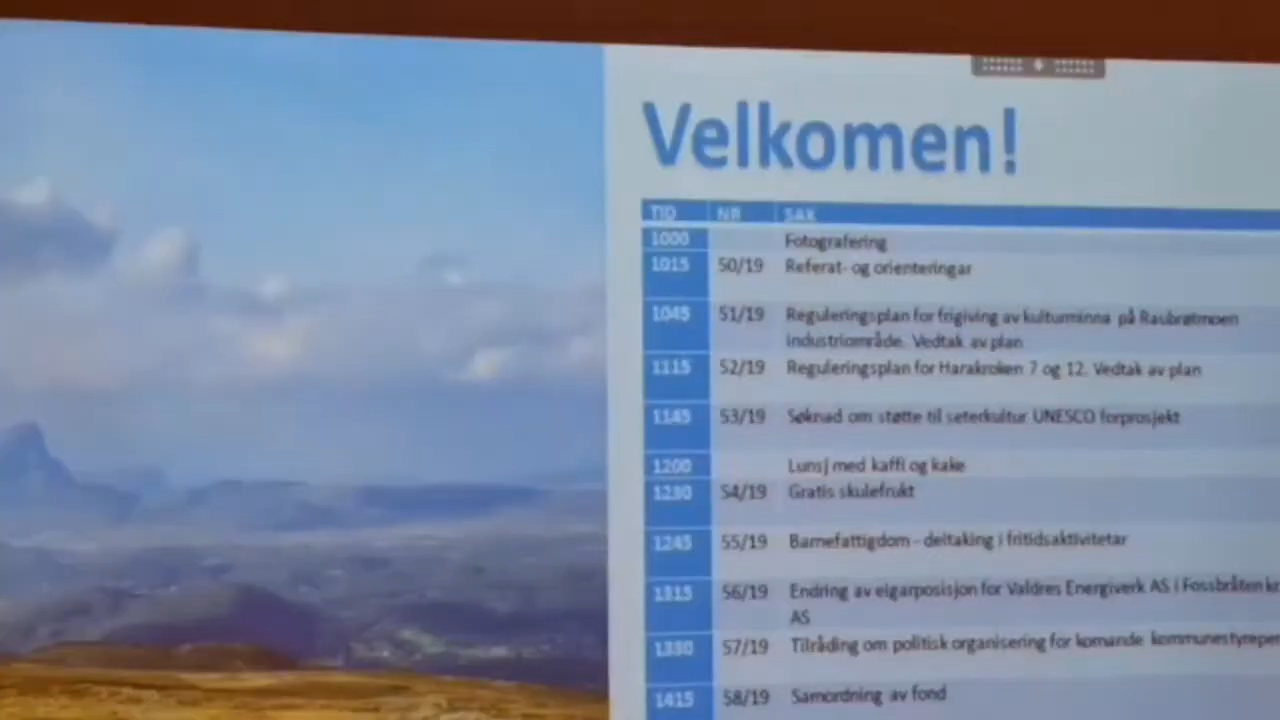 Velkomen!
TID NR SAK
1000 Fotografering
1015 50/19 Referat- og orienteringar
1045 51/19 Reguleringsplan for frigiving av kulturminna på Raubrøtmoen
industriområde. Vedtak av plan
1115 52/19 Reguleringsplan for Harakroken 7 og 12. Vedtak av plan
1145 53/19 Søknad om støtte til seterkultur UNESCO forprosjekt
1200 Lunsj med kaffi og kake
1230 54/19 Gratis skulefrukt
1245 55/19 Barnefattigdom - deltaking i fritidsaktivitetar
1315 56/19 Endring av eigarposisjon for Valdres Energiverk AS i Fossbråten kr
AS
1330 57/19 Tilråding om politisk organisering for komande kommunestyrepe
1415 58/19 Samordning av fond